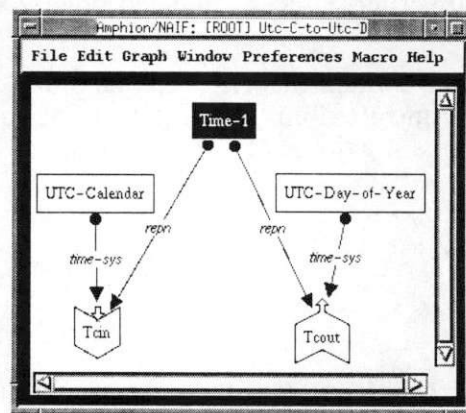 Amphion/NAIF: [ROOT] Utc-C-to-Utc-D
File Edit Graph Window Preferences Macro Help
Time-1
UTC-Calendar
UTC-Day-of-Year
repn
repn
time-sys
time-sys
Tcin
Tcout